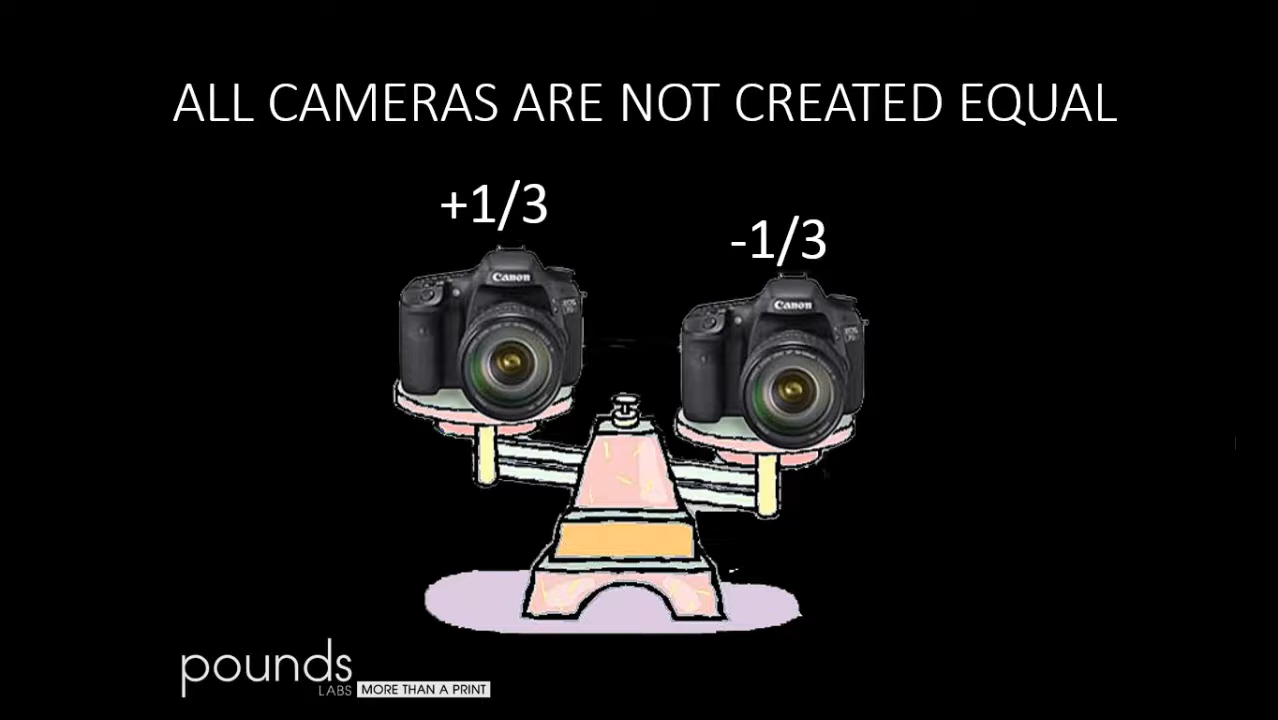 ALL CAMERAS ARE NOT CREATED EQUAL
+1/3
-1/3
Canon
Canon
pounds
LABS MORE THAN A PRINT